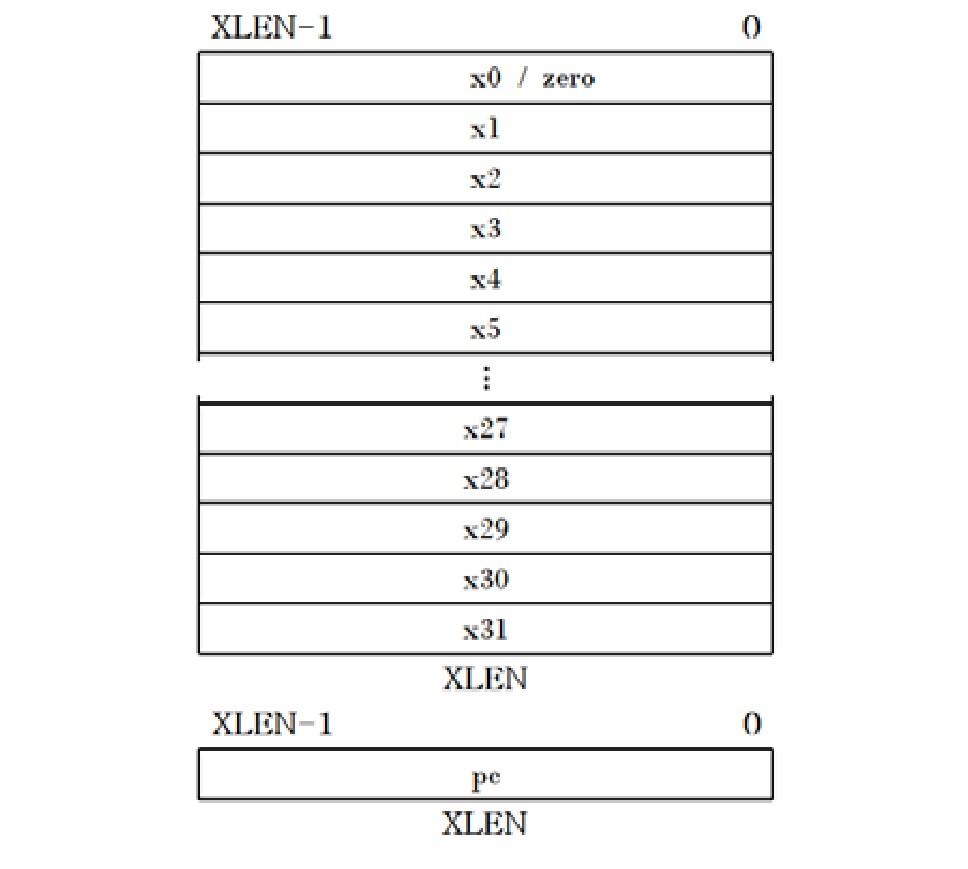 XLEN-1 0
x0 / zero
x1
x2
x3
x4
x5
⋮
x27
x28
x29
x30
x31
XLEN
XLEN-1 0
pc
XLEN